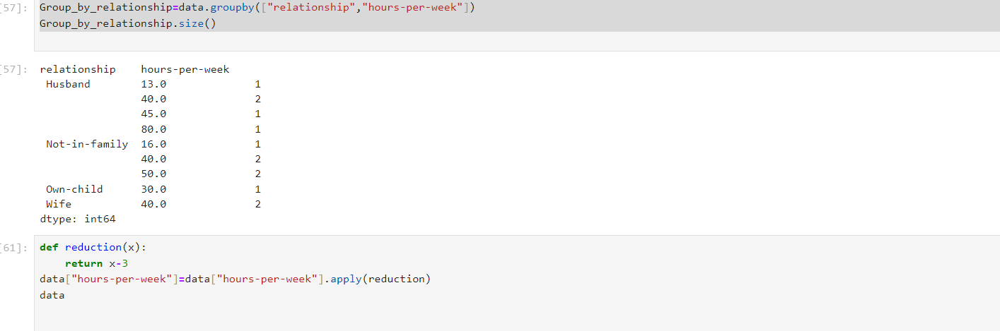 57]: Group_by_relationship=data.groupby(["relationship","hours-per-week"])
Group_by_relationship.size()
57]: relationship    hours-per-week
 Husband        13.0              1
                40.0              2
                45.0              1
                80.0              1
 Not-in-family  16.0              1
                40.0              2
                50.0              2
 Own-child      30.0              1
 Wife           40.0              2
dtype: int64
[61]: def reduction(x):
    return x-3
data["hours-per-week"]=data["hours-per-week"].apply(reduction)
data